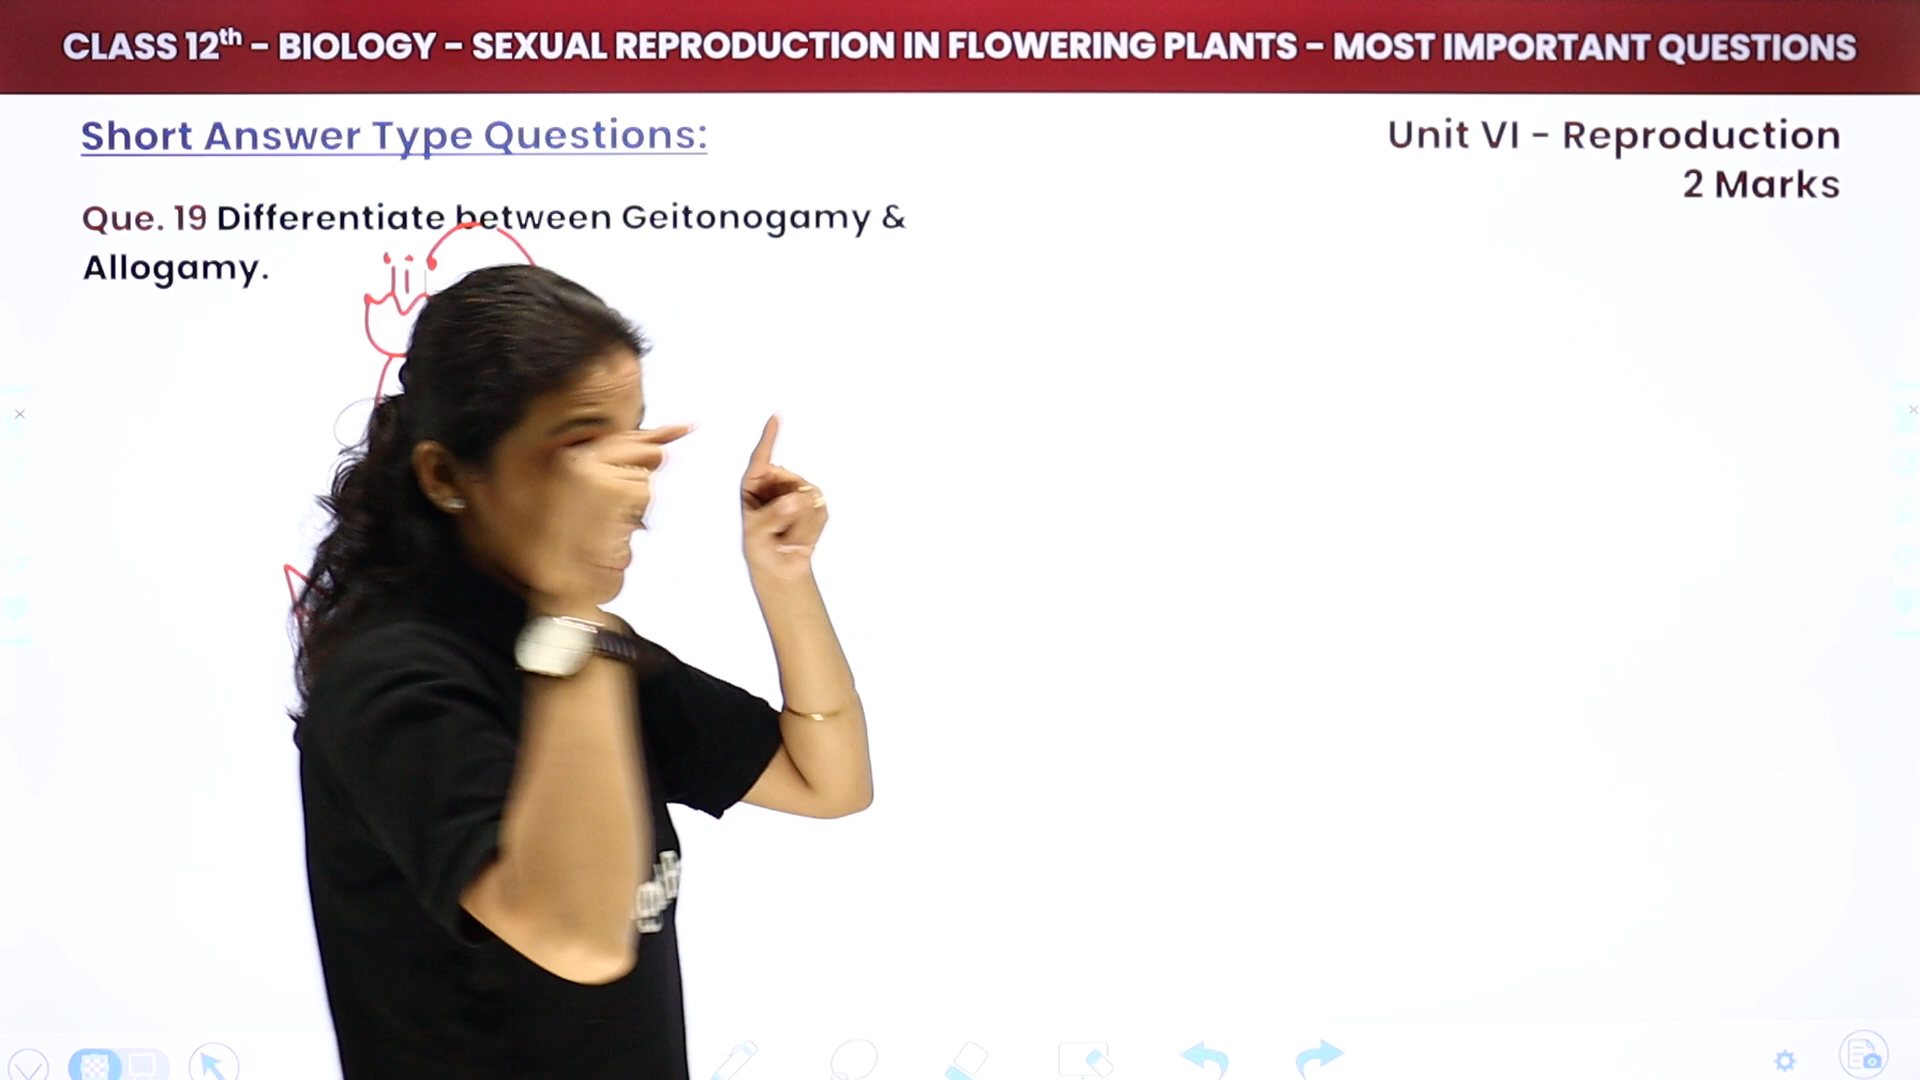 CLASS 12th - BIOLOGY - SEXUAL REPRODUCTION IN FLOWERING PLANTS - MOST IMPORTANT QUESTIONS
Short Answer Type Questions:
Unit VI - Reproduction
2 Marks
Que. 19 Differentiate between Geitonogamy &
Allogamy.